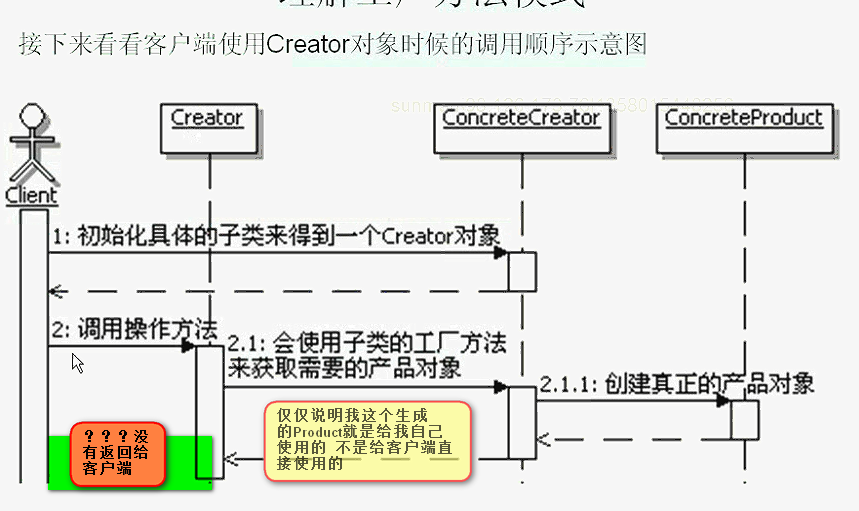 理解工厂方法模式
接下来看看客户端使用Creator对象时候的调用顺序示意图
Creator
ConcreteCreator
ConcreteProduct
Client
1: 初始化具体的子类来得到一个Creator对象
2: 调用操作方法
2.1: 会使用子类的工厂方法
来获取需要的产品对象
2.1.1: 创建真正的产品对象
？？？没
有返回给
客户端
仅仅说明我这个生成
的Product就是给我自己
使用的 不是给客户端直
接使用的